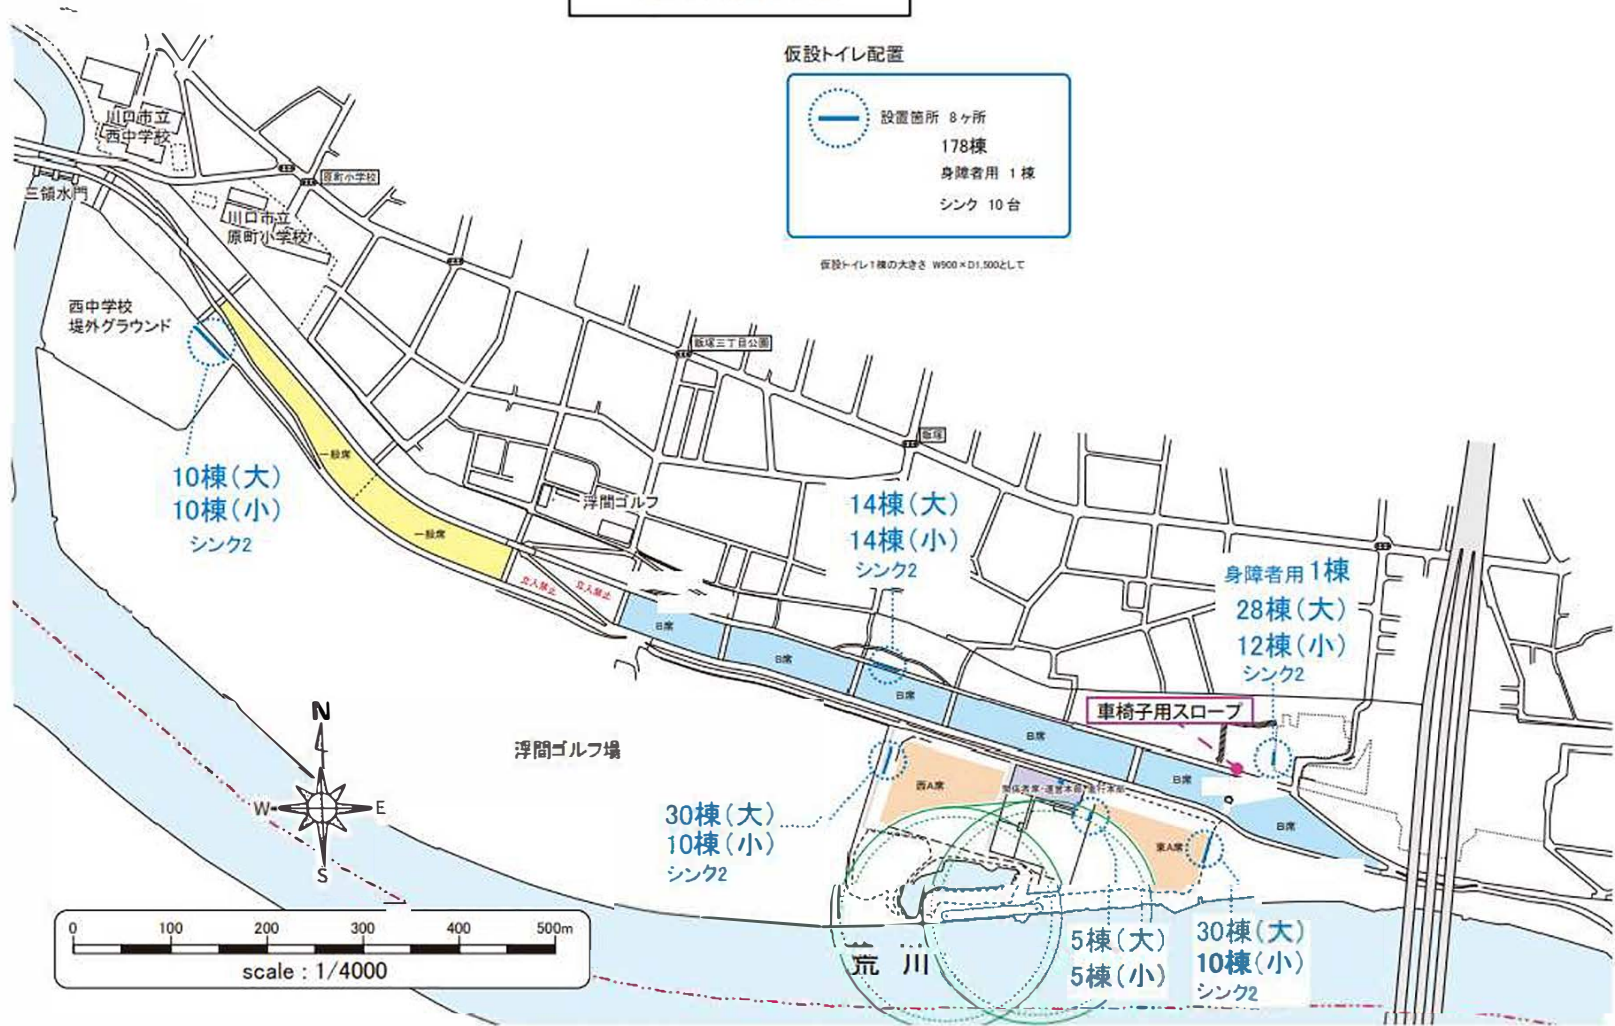 仮設トイレ配置
設置箇所 8ヶ所
178棟
身障者用 1棟
シンク 10台
仮設トイレ1棟の大きさ W900×D1,500として
川口市立
西中学校
三領水門
原町小学校
川口市立
原町小学校
西中学校
堤外グラウンド
飯塚三丁目公園
飯塚
一般席
一般席
10棟(大)
10棟(小)
シンク2
浮間ゴルフ
14棟(大)
14棟(小)
シンク2
身障者用1棟
28棟(大)
12棟(小)
シンク2
立入禁止
立入禁止
B席
B席
B席
B席
B席
B席
車椅子用スロープ
浮間ゴルフ場
西A席
関係者席・運営本部・進行本部
東A席
30棟(大)
10棟(小)
シンク2
N
W
E
S
荒川
5棟(大)
5棟(小)
30棟(大)
10棟(小)
シンク2
0 100 200 300 400 500m
scale : 1/4000